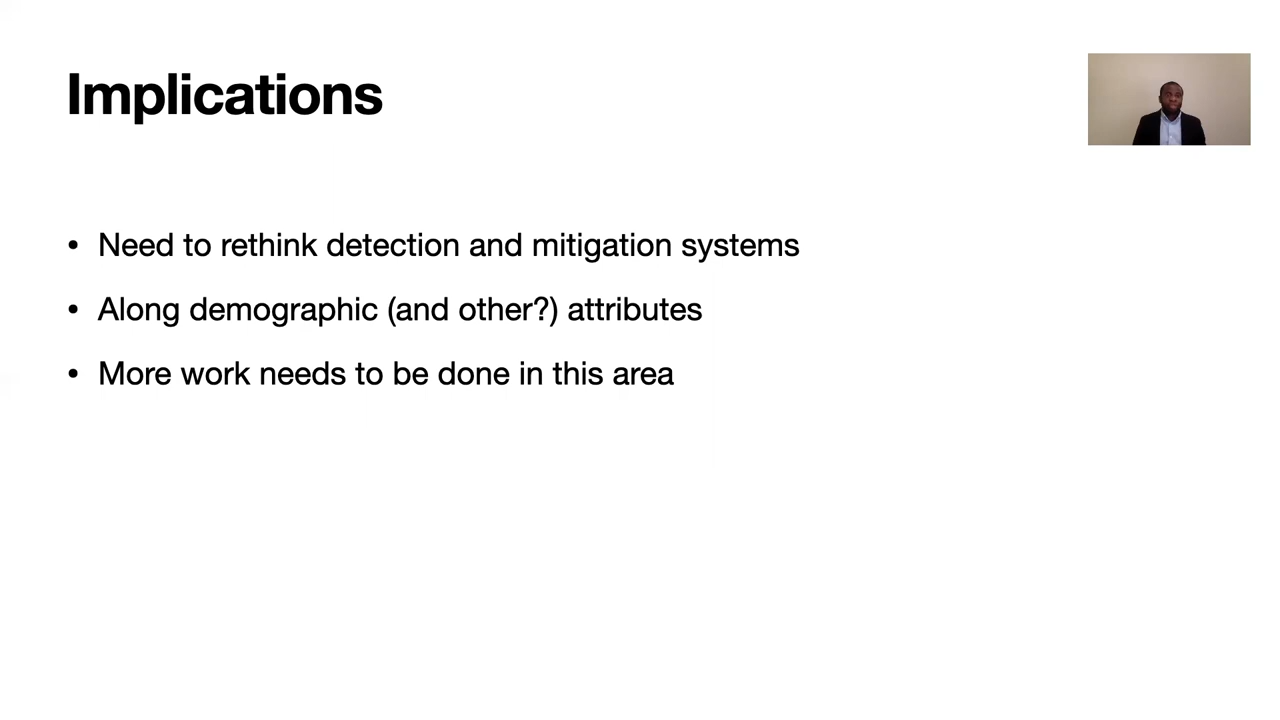 Implications
• Need to rethink detection and mitigation systems
• Along demographic (and other?) attributes
• More work needs to be done in this area